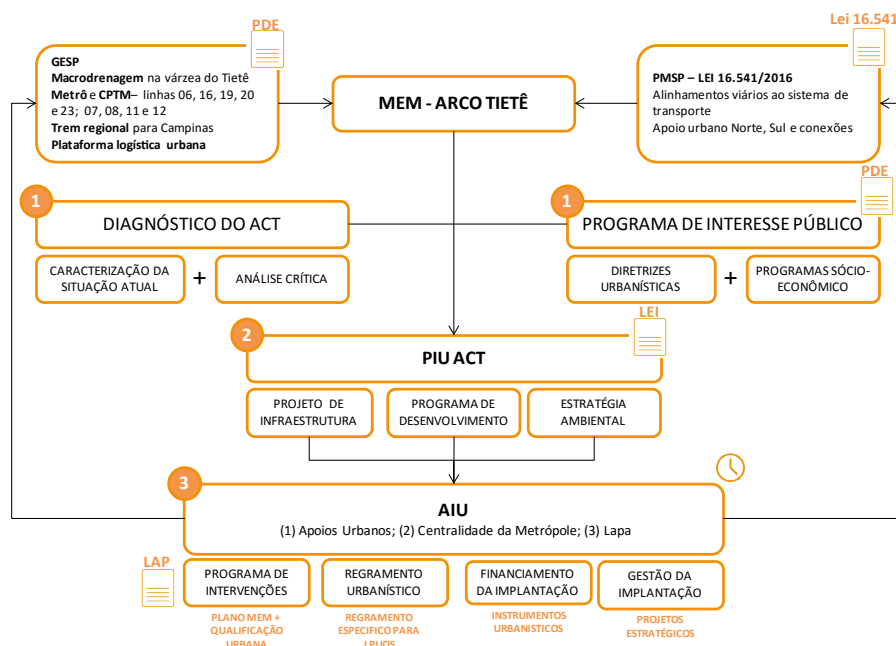 PDE
Lei 16.541
GESP
Macrodrenagem na várzea do Tietê
Metrô e CPTM– linhas 06, 16, 19, 20
e 23; 07, 08, 11 e 12
Trem regional para Campinas
Plataforma logística urbana
MEM - ARCO TIETÊ
PMSP – LEI 16.541/2016
Alinhamentos viários ao sistema de
transporte
Apoio urbano Norte, Sul e conexões
PDE
1
DIAGNÓSTICO DO ACT
1
PROGRAMA DE INTERESSE PÚBLICO
CARACTERIZAÇÃO DA
SITUAÇÃO ATUAL
+
ANÁLISE CRÍTICA
DIRETRIZES
URBANÍSTICAS
+
PROGRAMAS SÓCIO-
ECONÔMICO
LEI
2
PIU ACT
PROJETO DE
INFRAESTRUTURA
PROGRAMA DE
DESENVOLVIMENTO
ESTRATÉGIA
AMBIENTAL
3
AIU
(1) Apoios Urbanos; (2) Centralidade da Metrópole; (3) Lapa
LAP
PROGRAMA DE
INTERVENÇÕES
REGRAMENTO
URBANÍSTICO
FINANCIAMENTO
DA IMPLANTAÇÃO
GESTÃO DA
IMPLANTAÇÃO
PLANO MEM +
QUALIFICAÇÃO
URBANA
REGRAMENTO
ESPECIFICO PARA
LPUOS
INSTRUMENTOS
URBANISTICOS
PROJETOS
ESTRATÉGICOS